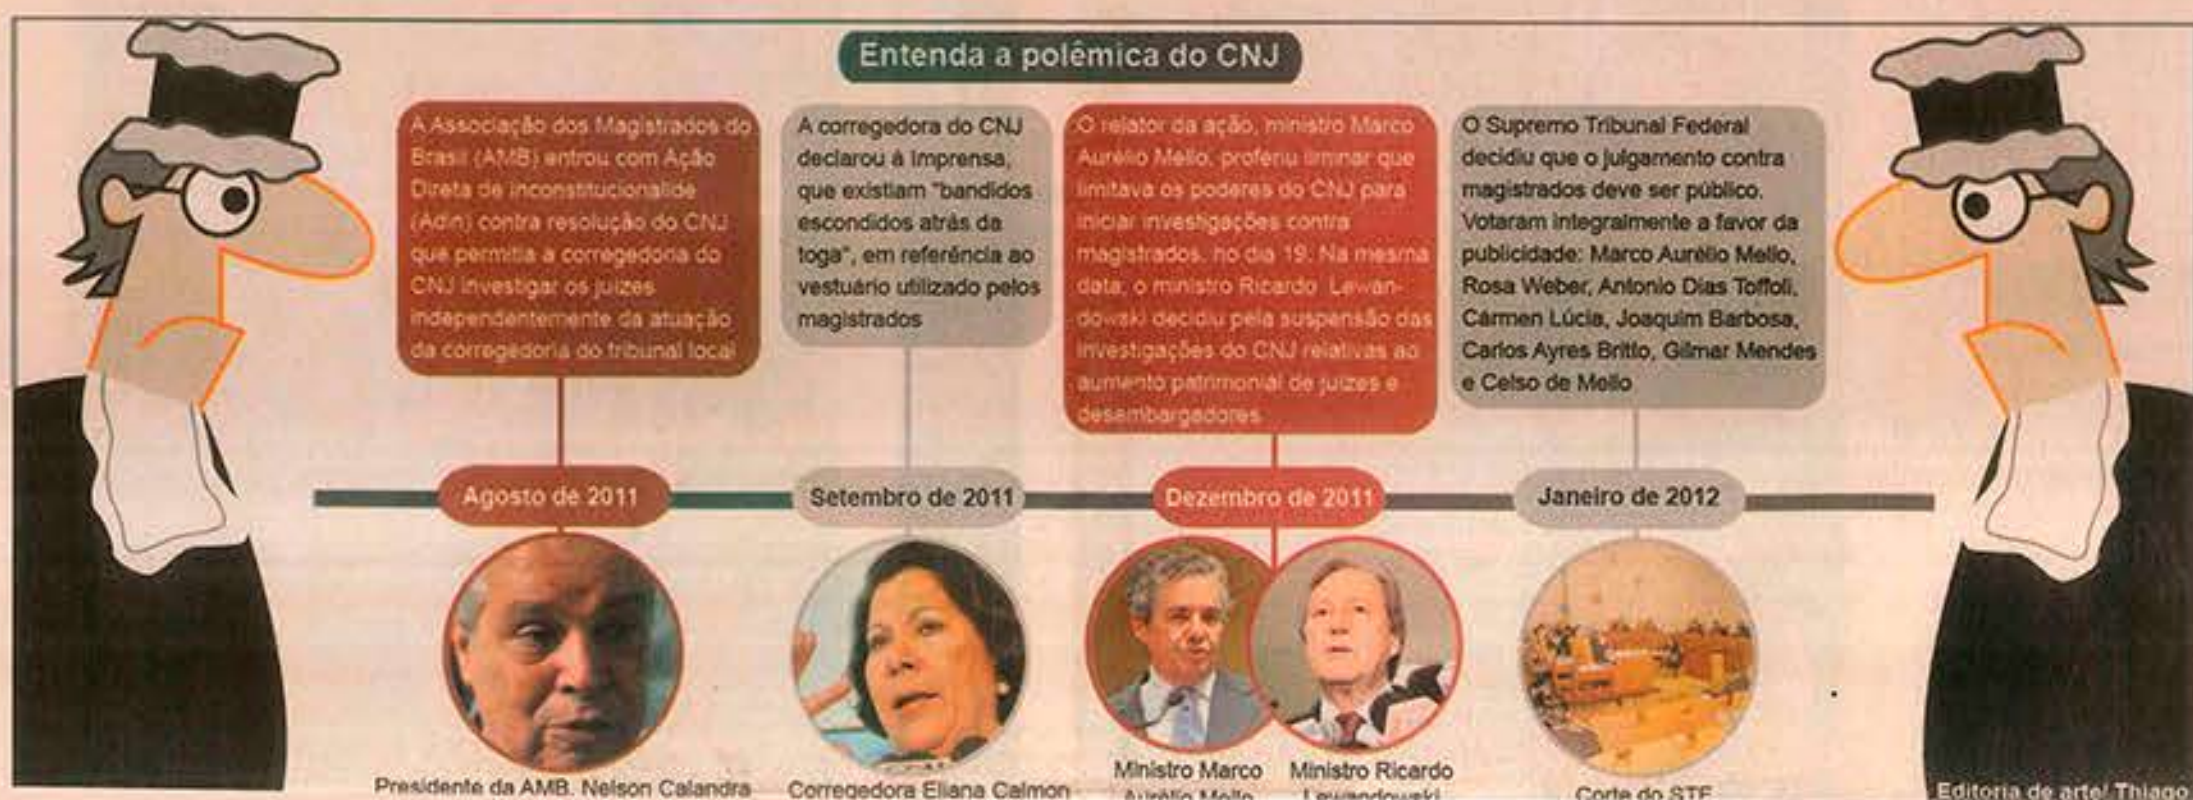 Entenda a polêmica do CNJ
A Associação dos Magistrados do
Brasil (AMB) entrou com Ação
Direta de Inconstitucionalide
(Adin) contra resolução do CNJ
que permitia a corregedoria do
CNJ investigar os juízes
independentemente da atuação
da corregedoria do tribunal local
Agosto de 2011
Presidente da AMB. Nelson Calandra
A corregedora do CNJ
declarou à Imprensa,
que existiam "bandidos
escondidos atrás da
toga", em referência ao
vestuário utilizado pelos
magistrados
Setembro de 2011
Corregedora Eliana Calmon
O relator da ação, ministro Marco
Aurélio Mello, proferiu liminar que
limitava os poderes do CNJ para
iniciar investigações contra
magistrados, no dia 19. Na mesma
data, o ministro Ricardo Lewan-
dowski decidiu pela suspensão das
investigações do CNJ relativas ao
aumento patrimonial de juízes e
desembargadores
Dezembro de 2011
Ministro Marco
Aurélio Mello
Ministro Ricardo
Lewandowski
O Supremo Tribunal Federal
decidiu que o julgamento contra
magistrados deve ser público.
Votaram integralmente a favor da
publicidade: Marco Aurélio Mello,
Rosa Weber, Antonio Dias Toffoli,
Cármen Lúcia, Joaquim Barbosa,
Carlos Ayres Britto, Gilmar Mendes
e Celso de Mello
Janeiro de 2012
Corte do STF
Editoria de arte/ Thiago